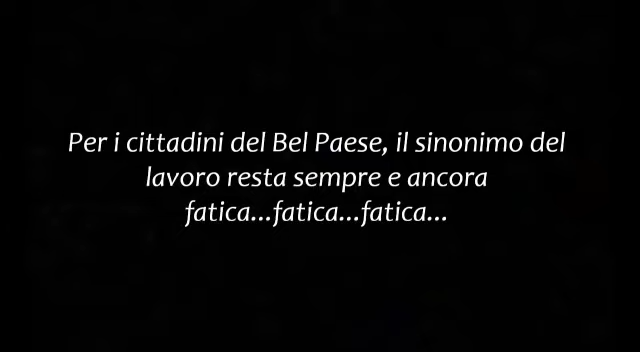 Per i cittadini del Bel Paese, il sinonimo del
lavoro resta sempre e ancora
fatica...fatica...fatica...